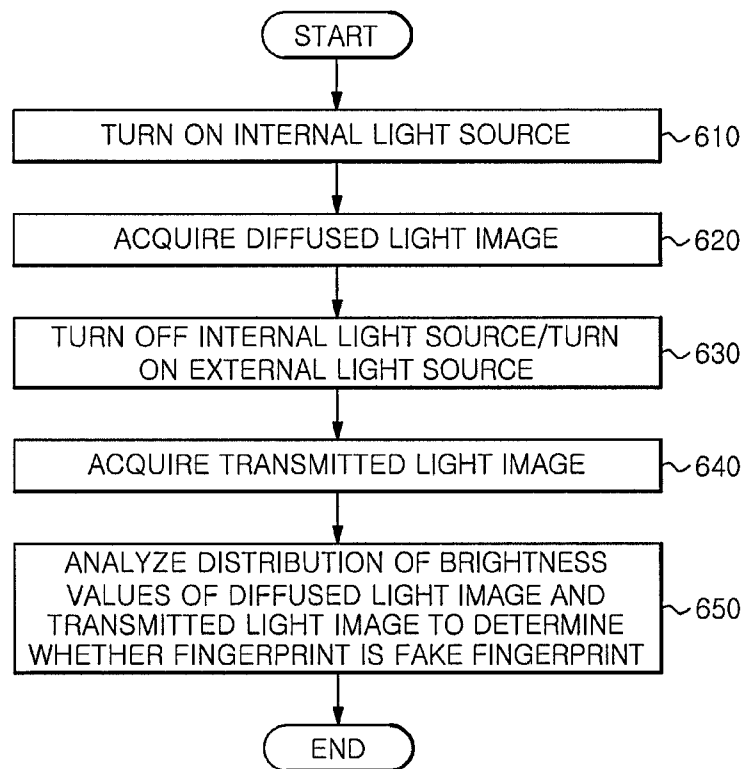 START
TURN ON INTERNAL LIGHT SOURCE
610
ACQUIRE DIFFUSED LIGHT IMAGE
620
TURN OFF INTERNAL LIGHT SOURCE/TURN
ON EXTERNAL LIGHT SOURCE
630
ACQUIRE TRANSMITTED LIGHT IMAGE
640
ANALYZE DISTRIBUTION OF BRIGHTNESS
VALUES OF DIFFUSED LIGHT IMAGE AND
TRANSMITTED LIGHT IMAGE TO DETERMINE
WHETHER FINGERPRINT IS FAKE FINGERPRINT
650
END